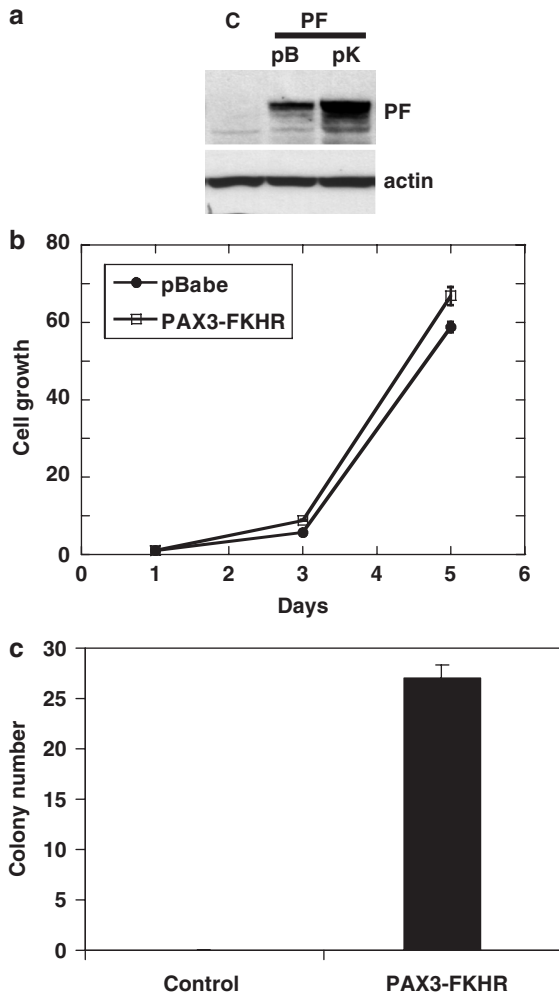 a
C PF
pB pK
PF
actin
b
80
60
40
20
0
Cell growth
pBabe
PAX3-FKHR
0 1 2 3 4 5 6
Days
c
30
25
20
15
10
5
0
Colony number
Control PAX3-FKHR